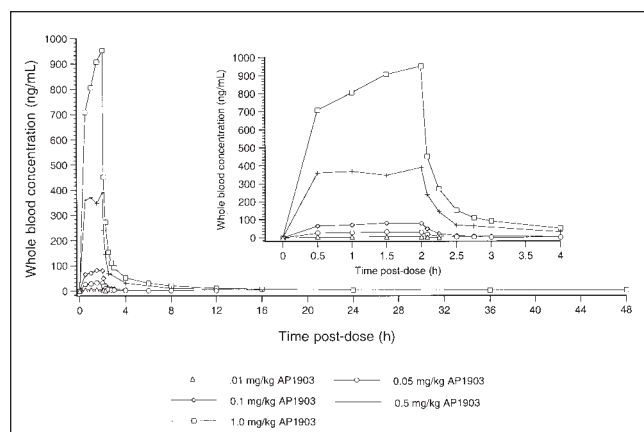 Whole blood concentration (ng/mL)
1000
900
800
700
600
500
400
300
200
100
0
0 4 8 12 16 20 24 28 32 36 40 44 48
Time post-dose (h)
Whole blood concentration (ng/mL)
1000
900
800
700
600
500
400
300
200
100
0
0 0.5 1 1.5 2 2.5 3 3.5 4
Time post-dose (h)
.01 mg/kg AP1903
0.05 mg/kg AP1903
0.1 mg/kg AP1903
0.5 mg/kg AP1903
1.0 mg/kg AP1903